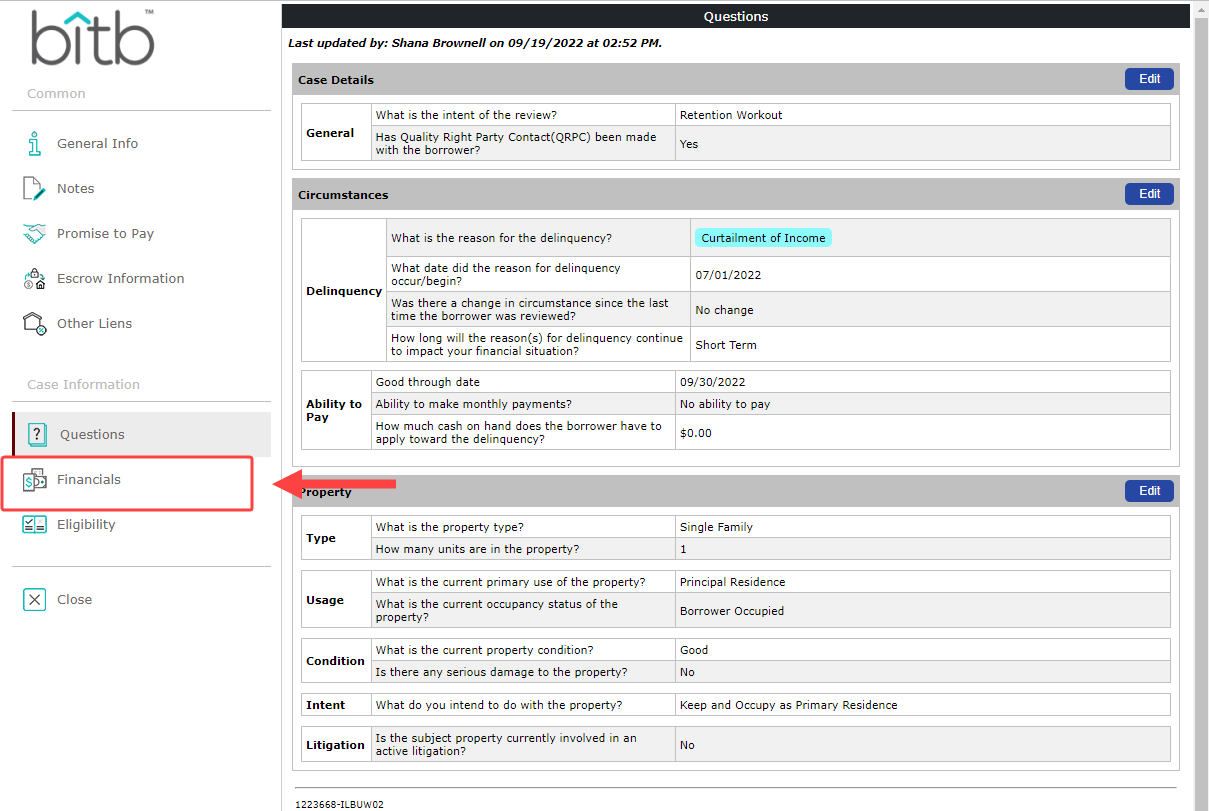 bitb™
Common
General Info
Notes
Promise to Pay
Escrow Information
Other Liens
Case Information
Questions
Financials
Eligibility
Close
Questions
Last updated by: Shana Brownell on 09/19/2022 at 02:52 PM.
Case Details
Edit
General
What is the intent of the review?
Retention Workout
Has Quality Right Party Contact(QRPC) been made
with the borrower?
Yes
Circumstances
Edit
Delinquency
What is the reason for the delinquency?
Curtailment of Income
What date did the reason for delinquency
occur/begin?
07/01/2022
Was there a change in circumstance since the last
time the borrower was reviewed?
No change
How long will the reason(s) for delinquency continue
to impact your financial situation?
Short Term
Ability to
Pay
Good through date
09/30/2022
Ability to make monthly payments?
No ability to pay
How much cash on hand does the borrower have to
apply toward the delinquency?
$0.00
Property
Edit
Type
What is the property type?
Single Family
How many units are in the property?
1
Usage
What is the current primary use of the property?
Principal Residence
What is the current occupancy status of the
property?
Borrower Occupied
Condition
What is the current property condition?
Good
Is there any serious damage to the property?
No
Intent
What do you intend to do with the property?
Keep and Occupy as Primary Residence
Litigation
Is the subject property currently involved in an
active litigation?
No
1223668-ILBUW02